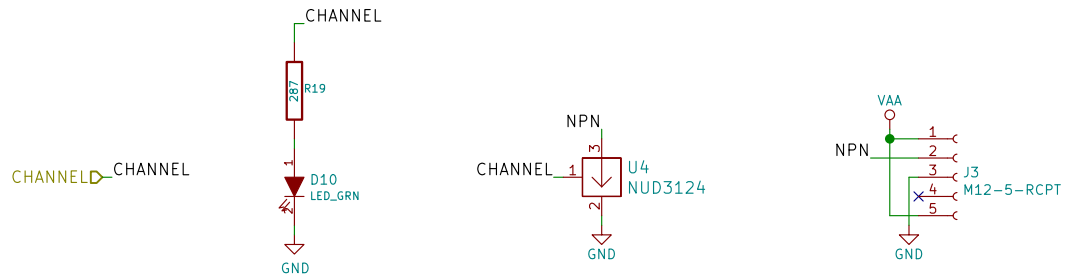 CHANNEL
CHANNEL
CHANNEL
287
R19
1
D10
LED_GRN
2
GND
NPN
3
CHANNEL
1
U4
NUD3124
2
GND
VAA
1
NPN
2
3
J3
4
M12-5-RCPT
5
GND